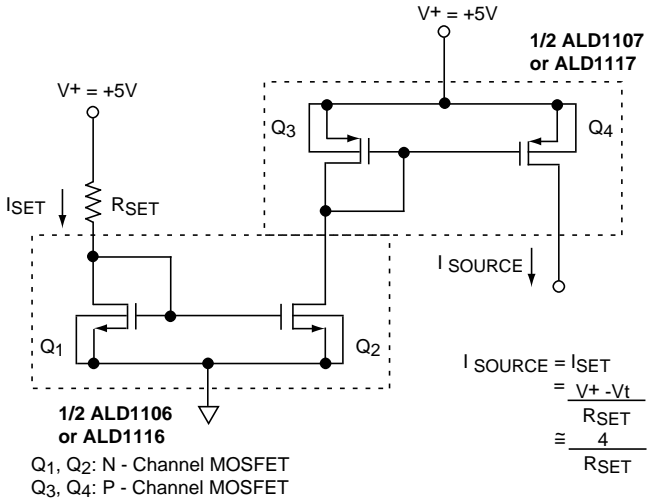 V+ = +5V
1/2 ALD1107
or ALD1117
V+ = +5V
Q3
Q4
ISET
RSET
I SOURCE
Q1
Q2
I SOURCE = ISET
= V+ -Vt
RSET
≅ 4
RSET
1/2 ALD1106
or ALD1116
Q1, Q2: N - Channel MOSFET
Q3, Q4: P - Channel MOSFET